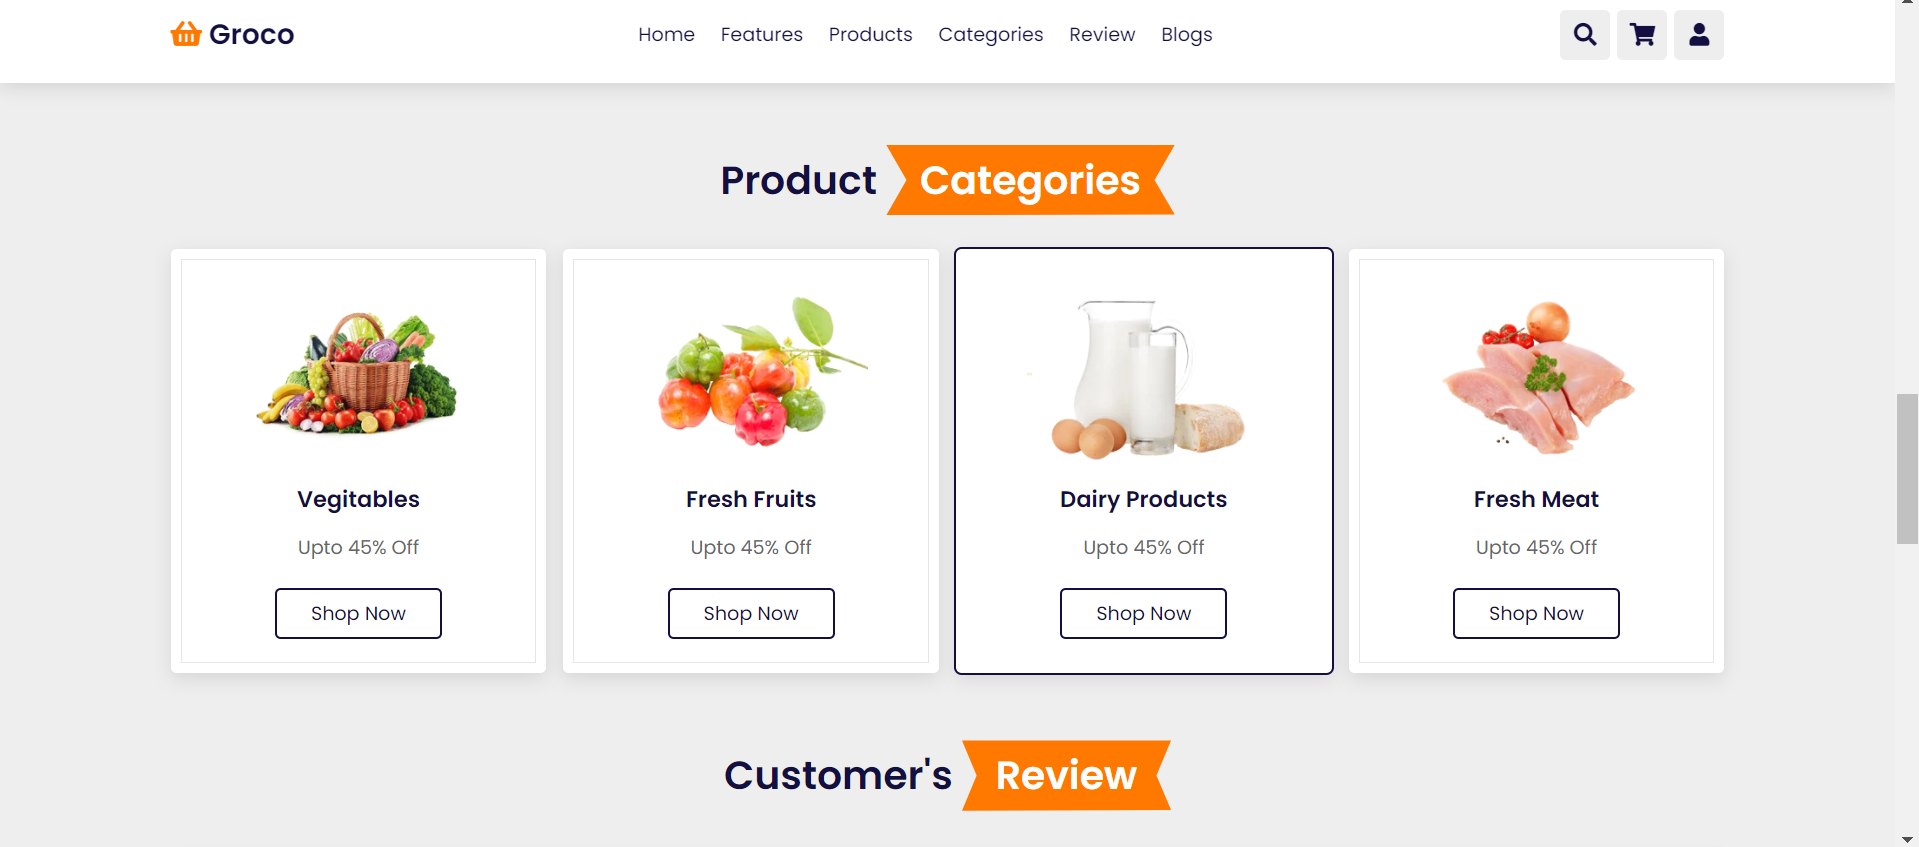 Groco
Home Features Products Categories Review Blogs
Product Categories
Vegitables
Upto 45% Off
Shop Now
Fresh Fruits
Upto 45% Off
Shop Now
Dairy Products
Upto 45% Off
Shop Now
Fresh Meat
Upto 45% Off
Shop Now
Customer's Review